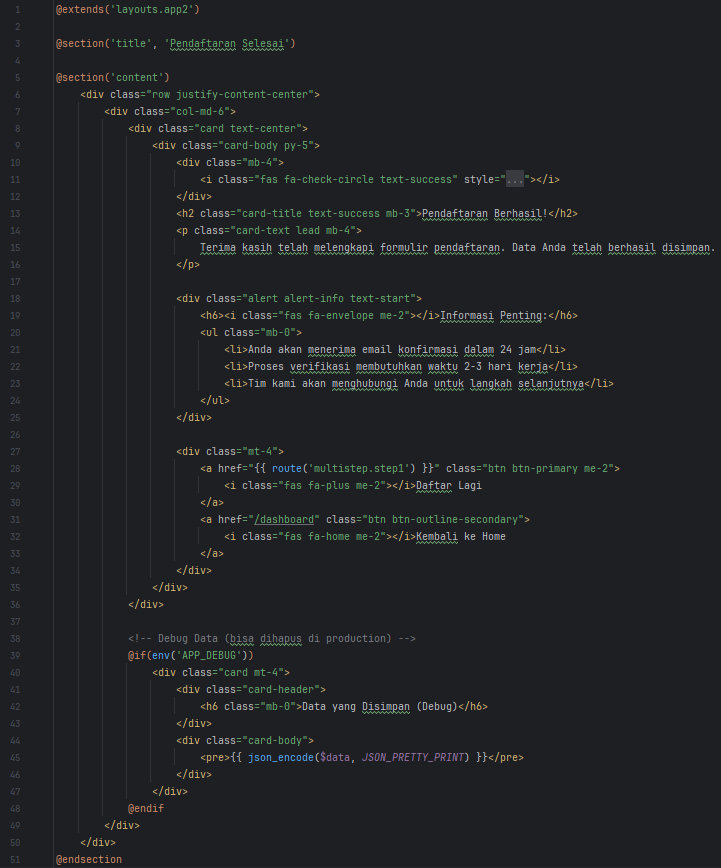 1 @extends('layouts.app2')
2
3 @section('title', 'Pendaftaran Selesai')
4
5 @section('content')
6 <div class="row justify-content-center">
7 <div class="col-md-6">
8 <div class="card text-center">
9 <div class="card-body py-5">
10 <div class="mb-4">
11 <i class="fas fa-check-circle text-success" style="..."></i>
12 </div>
13 <h2 class="card-title text-success mb-3">Pendaftaran Berhasil!</h2>
14 <p class="card-text lead mb-4">
15 Terima kasih telah melengkapi formulir pendaftaran. Data Anda telah berhasil disimpan.
16 </p>
17
18 <div class="alert alert-info text-start">
19 <h6><i class="fas fa-envelope me-2"></i>Informasi Penting:</h6>
20 <ul class="mb-0">
21 <li>Anda akan menerima email konfirmasi dalam 24 jam</li>
22 <li>Proses verifikasi membutuhkan waktu 2-3 hari kerja</li>
23 <li>Tim kami akan menghubungi Anda untuk langkah selanjutnya</li>
24 </ul>
25 </div>
26
27 <div class="mt-4">
28 <a href="{{ route('multistep.step1') }}" class="btn btn-primary me-2">
29 <i class="fas fa-plus me-2"></i>Daftar Lagi
30 </a>
31 <a href="/dashboard" class="btn btn-outline-secondary">
32 <i class="fas fa-home me-2"></i>Kembali ke Home
33 </a>
34 </div>
35 </div>
36 </div>
37
38 <!-- Debug Data (bisa dihapus di production) -->
39 @if(env('APP_DEBUG'))
40 <div class="card mt-4">
41 <div class="card-header">
42 <h6 class="mb-0">Data yang Disimpan (Debug)</h6>
43 </div>
44 <div class="card-body">
45 <pre>{{ json_encode($data, JSON_PRETTY_PRINT) }}</pre>
46 </div>
47 </div>
48 @endif
49 </div>
50 </div>
51 @endsection